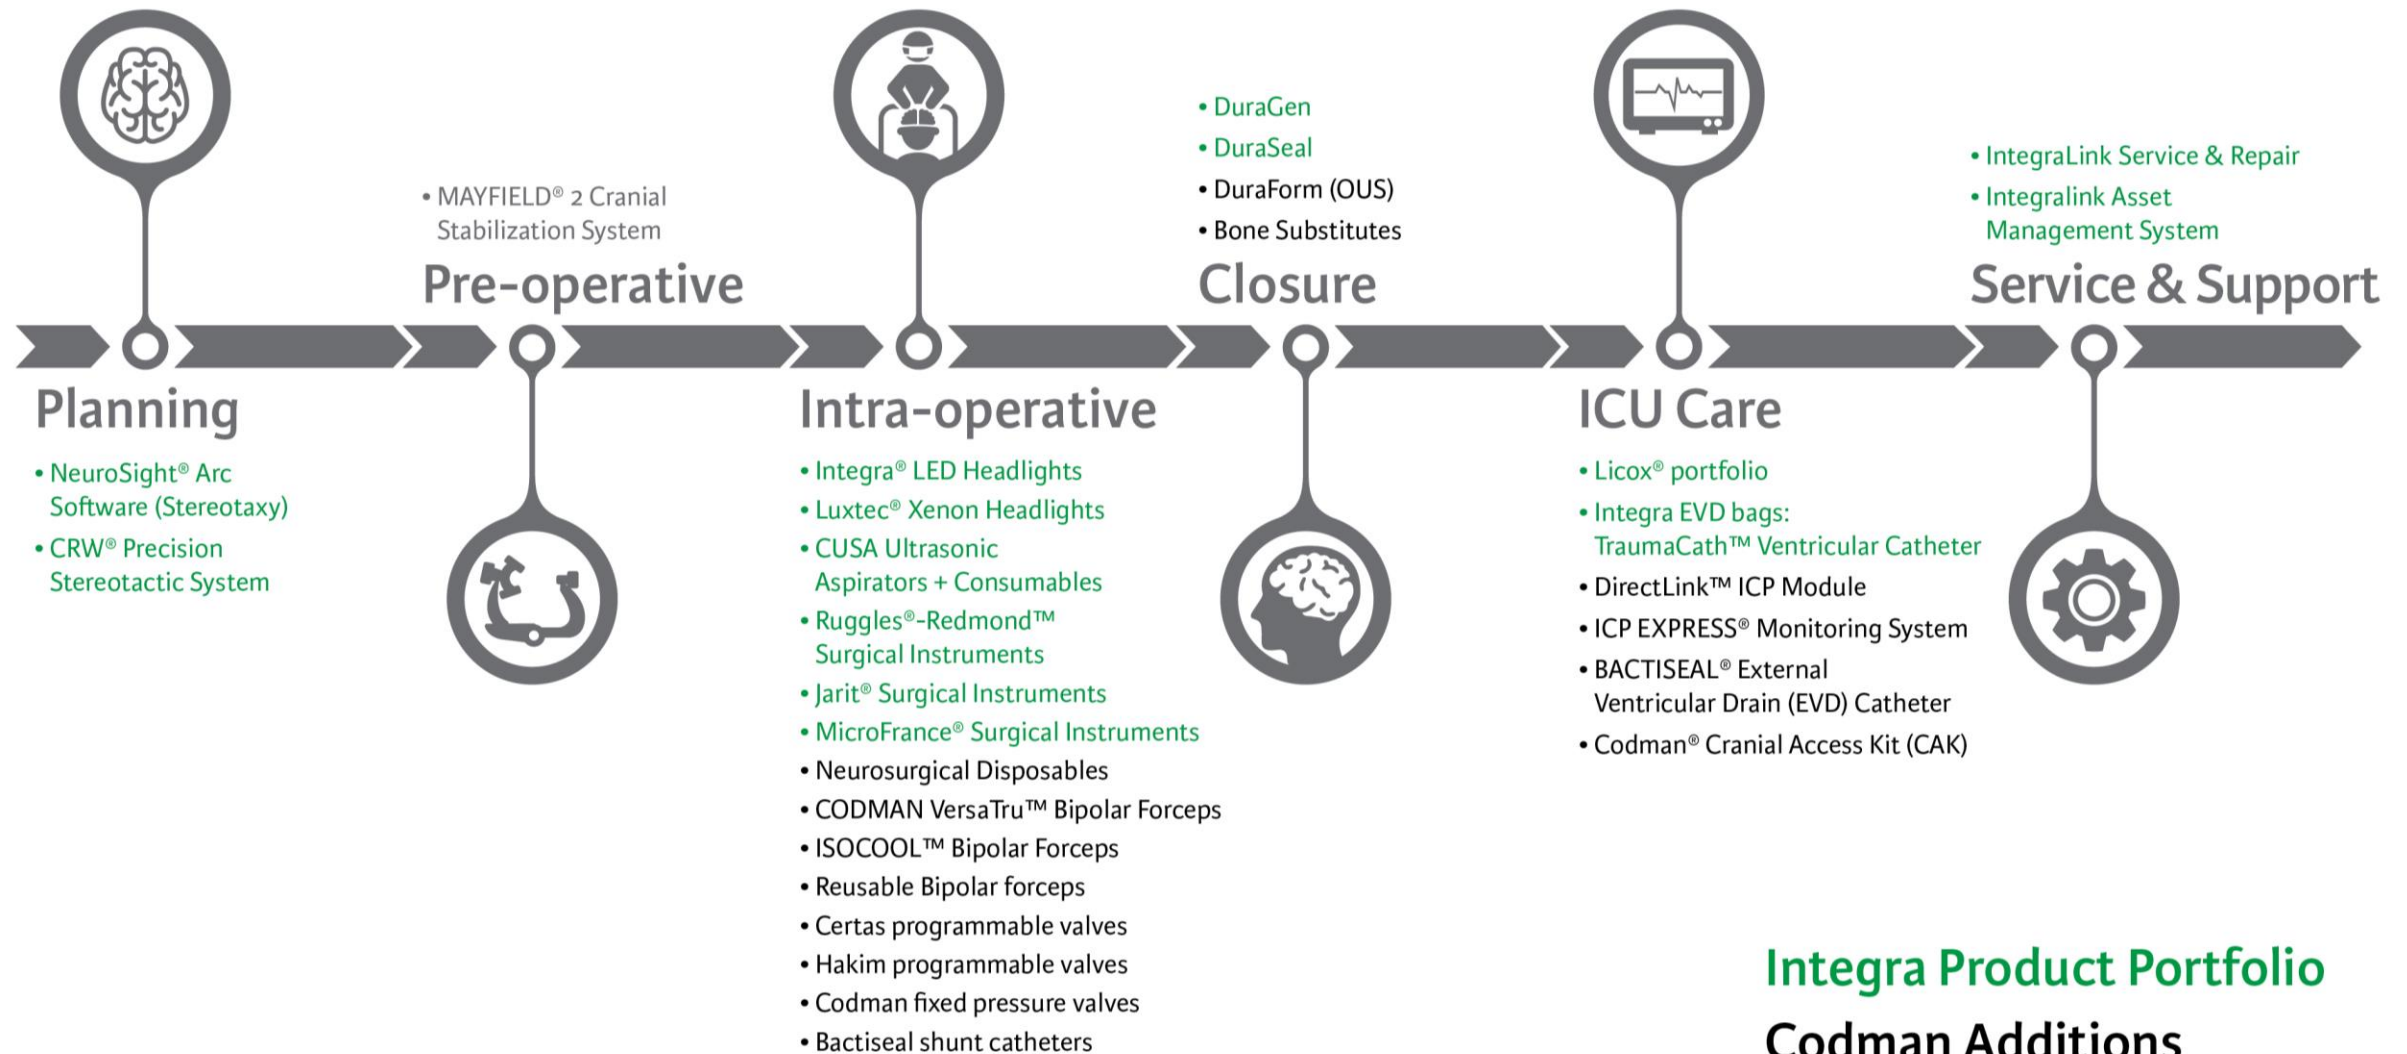 • MAYFIELD® 2 Cranial
Stabilization System
Pre-operative
• DuraGen
• DuraSeal
• DuraForm (OUS)
• Bone Substitutes
Closure
• IntegraLink Service & Repair
• Integralink Asset
Management System
Service & Support
Planning
• NeuroSight® Arc
Software (Stereotaxy)
• CRW® Precision
Stereotactic System
Intra-operative
• Integra® LED Headlights
• Luxtec® Xenon Headlights
• CUSA Ultrasonic
Aspirators + Consumables
• Ruggles®-Redmond™
Surgical Instruments
• Jarit® Surgical Instruments
• MicroFrance® Surgical Instruments
• Neurosurgical Disposables
• CODMAN VersaTru™ Bipolar Forceps
• ISOCOOL™ Bipolar Forceps
• Reusable Bipolar forceps
• Certas programmable valves
• Hakim programmable valves
• Codman fixed pressure valves
• Bactiseal shunt catheters
ICU Care
• Licox® portfolio
• Integra EVD bags:
TraumaCath™ Ventricular Catheter
• DirectLink™ ICP Module
• ICP EXPRESS® Monitoring System
• BACTISEAL® External
Ventricular Drain (EVD) Catheter
• Codman® Cranial Access Kit (CAK)
Integra Product Portfolio
Codman Additions